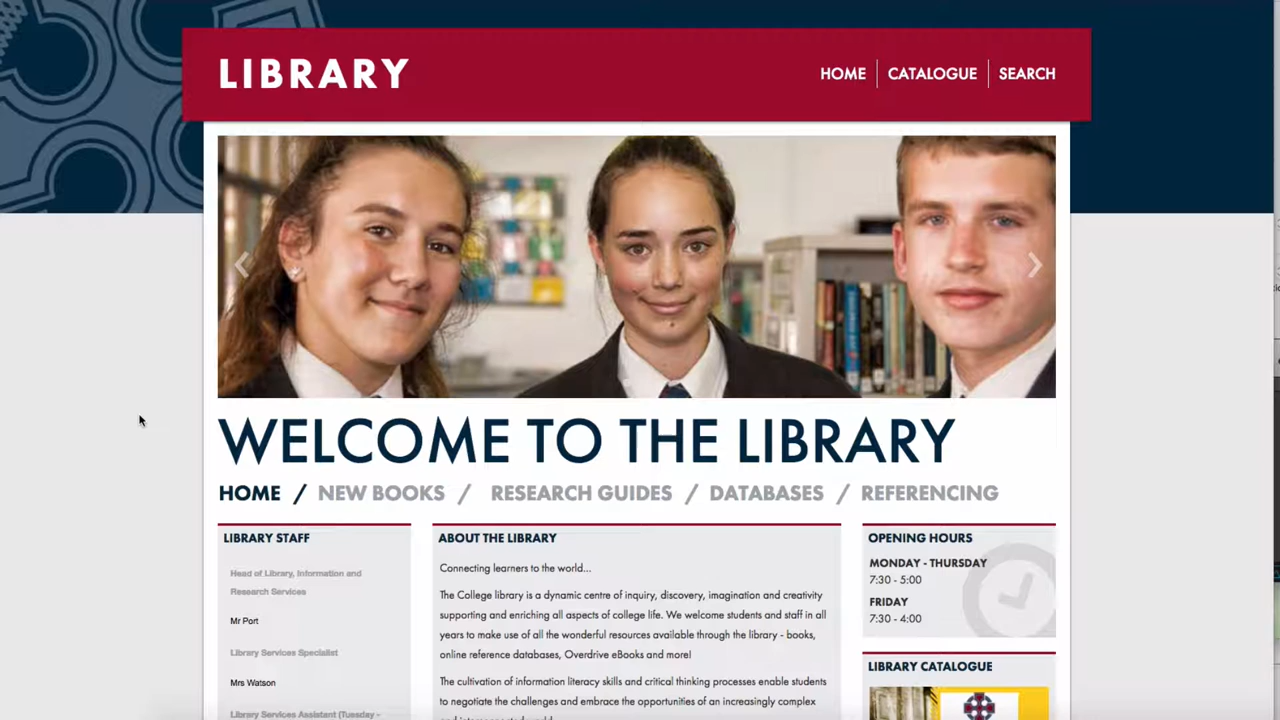 LIBRARY
HOME
CATALOGUE
SEARCH
WELCOME TO THE LIBRARY
HOME / NEW BOOKS / RESEARCH GUIDES / DATABASES / REFERENCING
LIBRARY STAFF
Head of Library, Information and
Research Services
Mr Port
Library Services Specialist
Mrs Watson
Library Services Assistant (Tuesday -
ABOUT THE LIBRARY
Connecting learners to the world...
The College library is a dynamic centre of inquiry, discovery, imagination and creativity
supporting and enriching all aspects of college life. We welcome students and staff in all
years to make use of all the wonderful resources available through the library - books,
online reference databases, Overdrive eBooks and more!
The cultivation of information literacy skills and critical thinking processes enable students
to negotiate the challenges and embrace the opportunities of an increasingly complex
OPENING HOURS
MONDAY - THURSDAY
7:30 - 5:00
FRIDAY
7:30 - 4:00
LIBRARY CATALOGUE